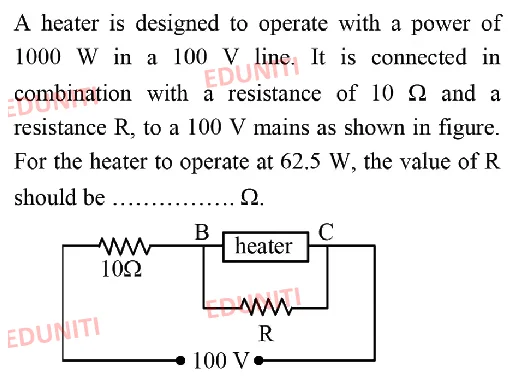 A heater is designed to operate with a power of
1000 W in a 100 V line. It is connected in
combination with a resistance of 10 Ω and a
resistance R, to a 100 V mains as shown in figure.
For the heater to operate at 62.5 W, the value of R
should be ................ Ω.
B
heater
C
10Ω
R
100 V
EDUNITI
EDUNITI
EDUNITI
EDUNITI